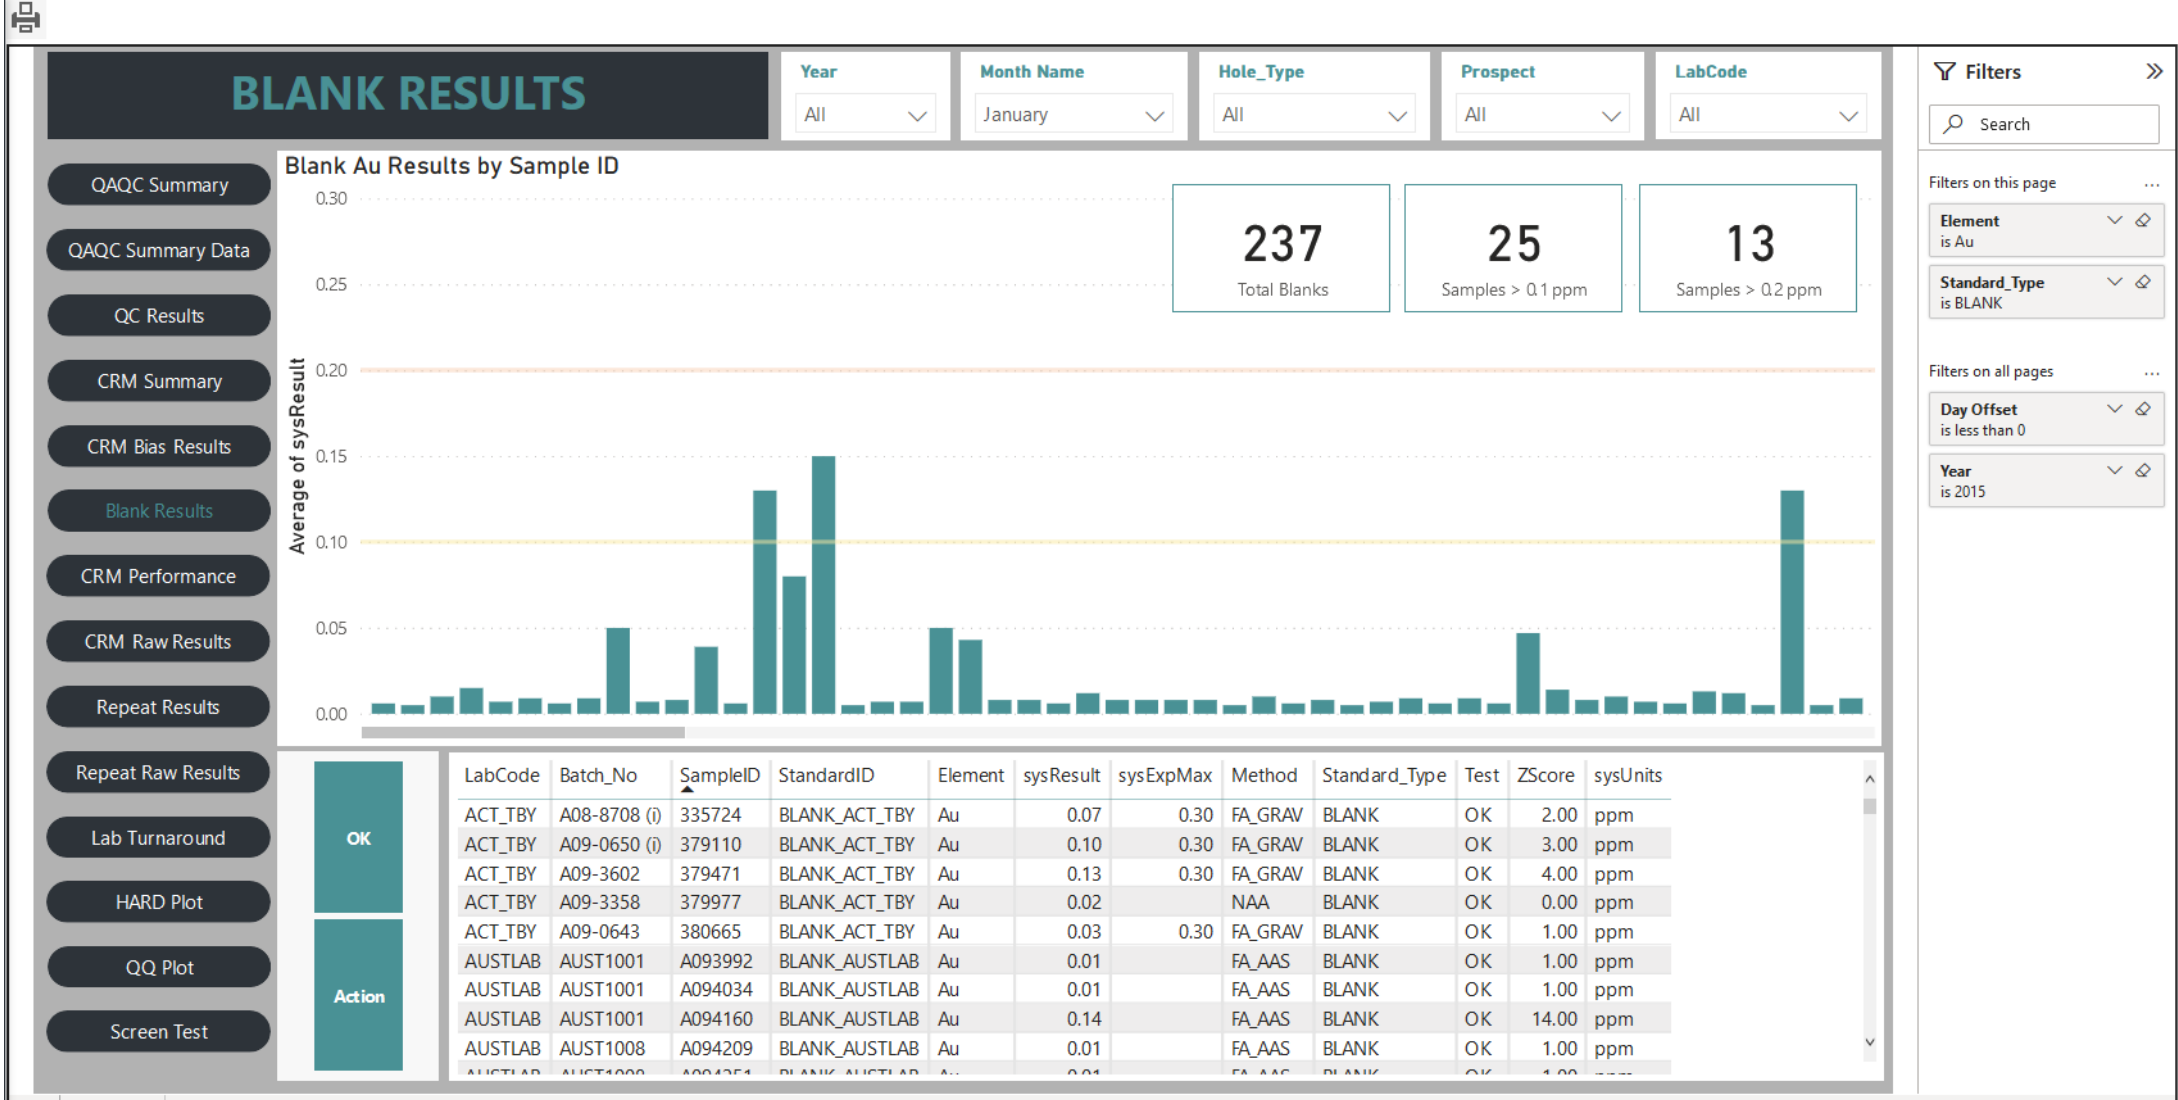 BLANK RESULTS
Year
All
Month Name
January
Hole_Type
All
Prospect
All
LabCode
All
QAQC Summary
QAQC Summary Data
QC Results
CRM Summary
CRM Bias Results
Blank Results
CRM Performance
CRM Raw Results
Repeat Results
Repeat Raw Results
Lab Turnaround
HARD Plot
QQ Plot
Screen Test
Blank Au Results by Sample ID
Average of sysResult
0.30
0.25
0.20
0.15
0.10
0.05
0.00
237
Total Blanks
25
Samples > 0.1 ppm
13
Samples > 0.2 ppm
OK
Action
LabCode Batch_No SampleID StandardID Element sysResult sysExpMax Method Standard_Type Test ZScore sysUnits
ACT_TBY A08-8708 (i) 335724 BLANK_ACT_TBY Au 0.07 0.30 FA_GRAV BLANK OK 2.00 ppm
ACT_TBY A09-0650 (i) 379110 BLANK_ACT_TBY Au 0.10 0.30 FA_GRAV BLANK OK 3.00 ppm
ACT_TBY A09-3602 379471 BLANK_ACT_TBY Au 0.13 0.30 FA_GRAV BLANK OK 4.00 ppm
ACT_TBY A09-3358 379977 BLANK_ACT_TBY Au 0.02 NAA BLANK OK 0.00 ppm
ACT_TBY A09-0643 380665 BLANK_ACT_TBY Au 0.03 0.30 FA_GRAV BLANK OK 1.00 ppm
AUSTLAB AUST1001 A093992 BLANK_AUSTLAB Au 0.01 FA_AAS BLANK OK 1.00 ppm
AUSTLAB AUST1001 A094034 BLANK_AUSTLAB Au 0.01 FA_AAS BLANK OK 1.00 ppm
AUSTLAB AUST1001 A094160 BLANK_AUSTLAB Au 0.14 FA_AAS BLANK OK 14.00 ppm
AUSTLAB AUST1008 A094209 BLANK_AUSTLAB Au 0.01 FA_AAS BLANK OK 1.00 ppm
Filters
Search
Filters on this page
Element
is Au
Standard_Type
is BLANK
Filters on all pages
Day Offset
is less than 0
Year
is 2015